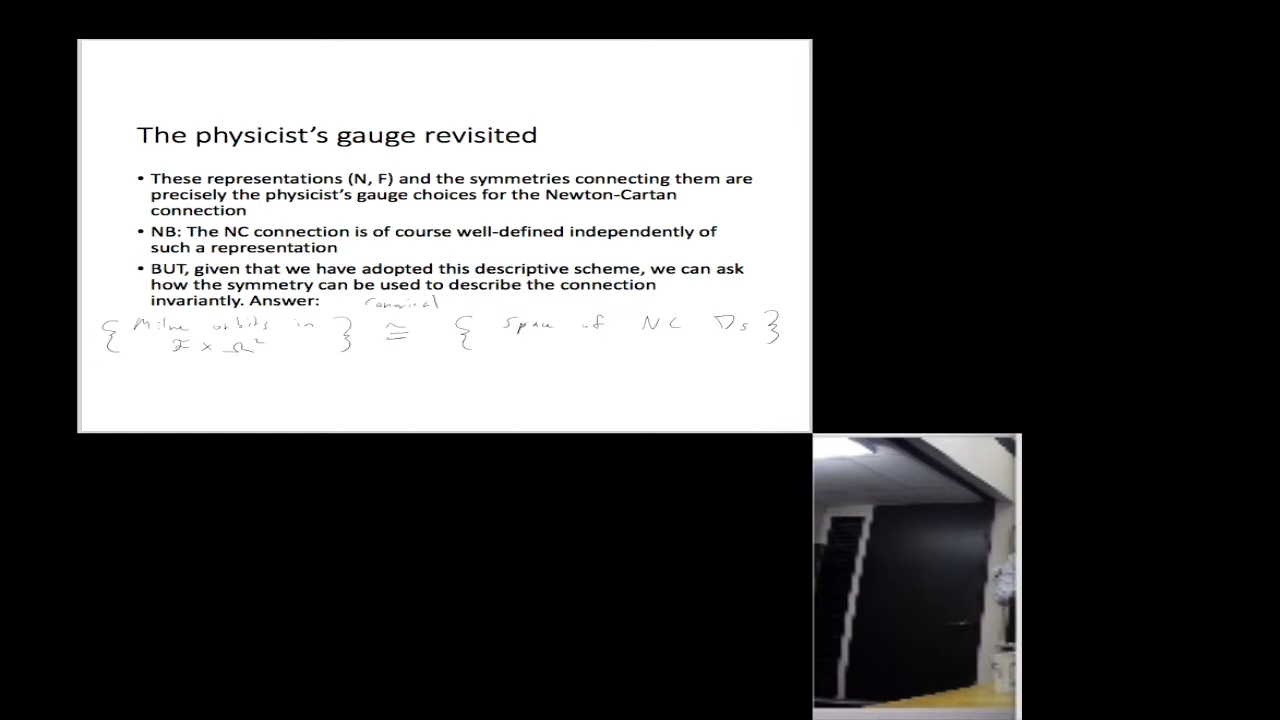 The physicist's gauge revisited
• These representations (N, F) and the symmetries connecting them are
precisely the physicist's gauge choices for the Newton-Cartan
connection
• NB: The NC connection is of course well-defined independently of
such a representation
• BUT, given that we have adopted this descriptive scheme, we can ask
how the symmetry can be used to describe the connection
invariantly. Answer:
canonical
{ Milne orbits in } ≅ { Space of NC ∇s }
× Ω²